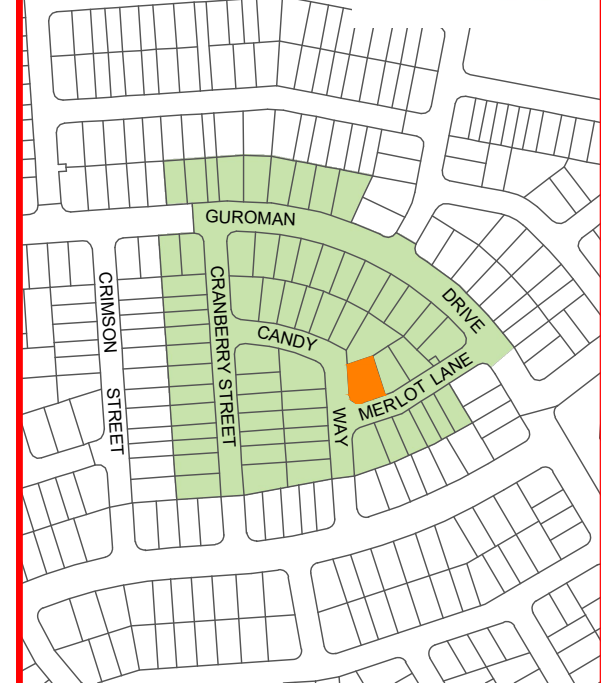 GUROMAN
DRIVE
CRIMSON
STREET
CRANBERRY STREET
CANDY
WAY
MERLOT LANE